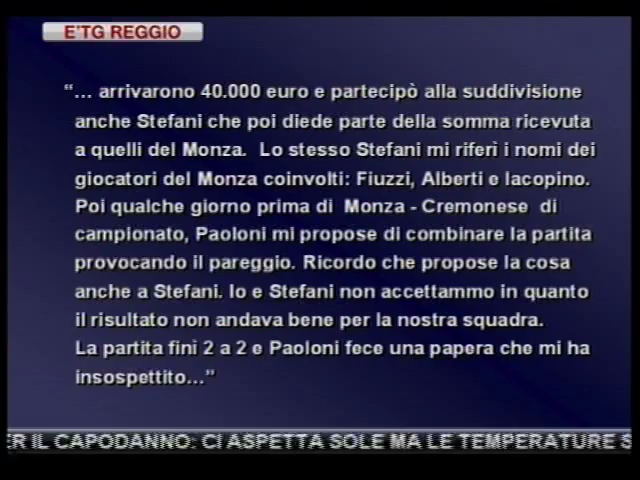 E'TG REGGIO
“... arrivarono 40.000 euro e partecipò alla suddivisione
anche Stefani che poi diede parte della somma ricevuta
a quelli del Monza. Lo stesso Stefani mi riferì i nomi dei
giocatori del Monza coinvolti: Fiuzzi, Alberti e Iacopino.
Poi qualche giorno prima di Monza - Cremonese di
campionato, Paoloni mi propose di combinare la partita
provocando il pareggio. Ricordo che propose la cosa
anche a Stefani. Io e Stefani non accettammo in quanto
il risultato non andava bene per la nostra squadra.
La partita finì 2 a 2 e Paoloni fece una papera che mi ha
insospettito...”
ER IL CAPODANNO: CI ASPETTA SOLE MA LE TEMPERATURE S